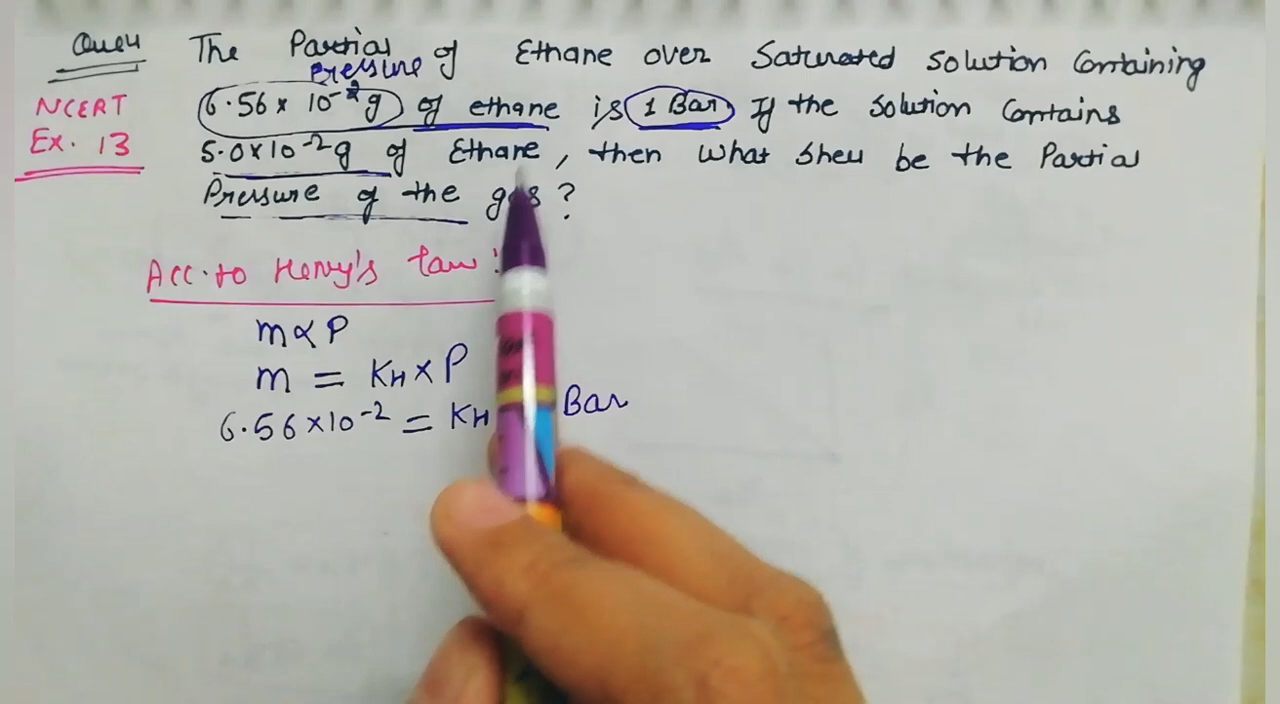 Ques The Partial of Ethane over Saturated solution Containing
Pressure
NCERT 6.56 × 10⁻² g of ethane is 1 Bar If the Solution Contains
Ex. 13 5.0×10⁻²g of Ethane, then what be the Partial
Pressure of the gas?
Acc. to Henry's Law:
m ∝ P
m = KH × P
6.56×10⁻² = KH Bar